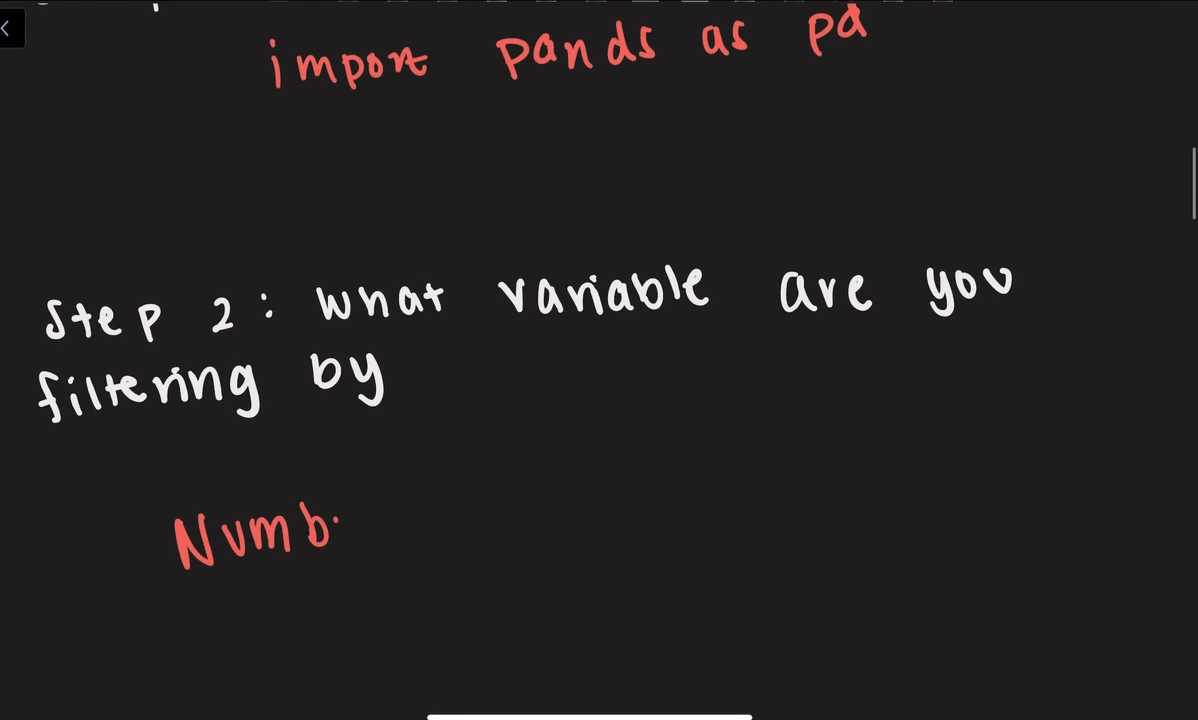 import pands as pd
Step 2: What variable are you
filtering by
Numb